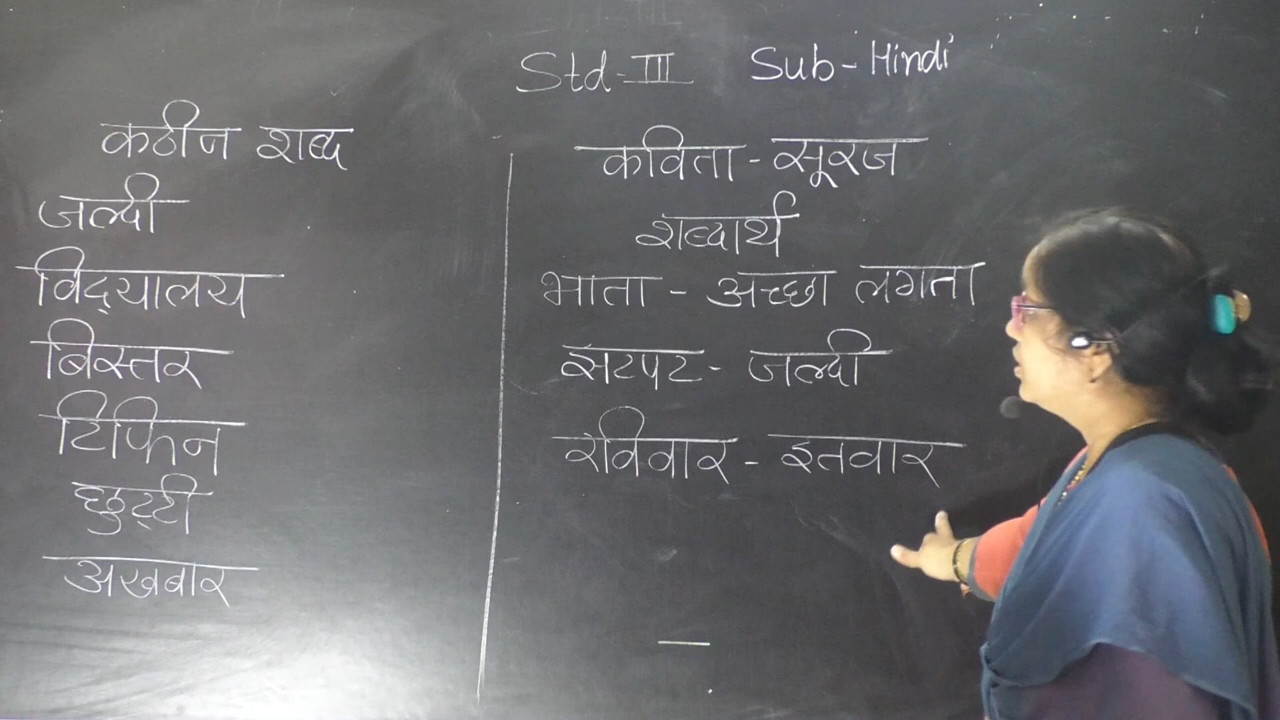 Std-III Sub-Hindi
कठीन शब्द
जल्दी
विद्‌यालय
बिस्तर
टिफिन
छुट्‌टी
अखबार
कविता - सूरज
शब्दार्थ
भाता - अच्छा लगता
झटपट - जल्दी
रविवार - इतवार